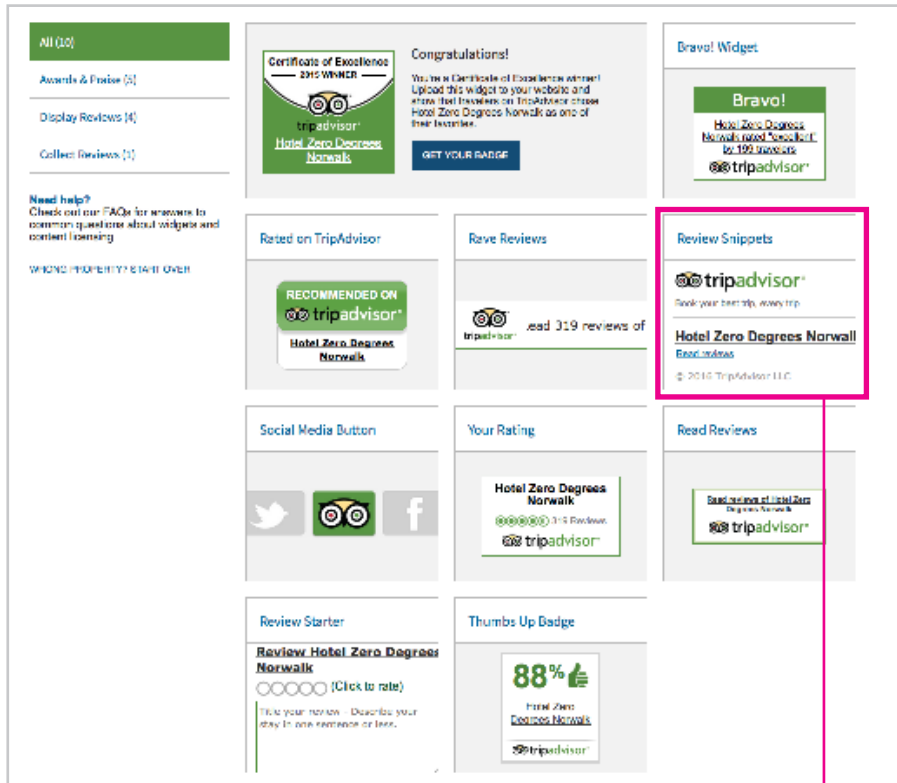 All (10)
Awards & Praise (5)
Display Reviews (4)
Collect Reviews (1)
Need help?
Check out our FAQs for answers to
common questions about widgets and
content licensing
WRONG PROPERTY? START OVER
Certificate of Excellence
2015 WINNER
tripadvisor
Hotel Zero Degrees
Norwalk
Congratulations!
You're a Certificate of Excellence winner!
Upload this widget to your website and
show that travelers on TripAdvisor chose
Hotel Zero Degrees Norwalk as one of
their favorites.
GET YOUR BADGE
Bravo! Widget
Bravo!
Hotel Zero Degrees
Norwalk rated "excellent"
by 199 travelers
tripadvisor
Rated on TripAdvisor
RECOMMENDED ON
tripadvisor
Hotel Zero Degrees
Norwalk
Rave Reviews
tripadvisor
ead 319 reviews of
Review Snippets
tripadvisor
Book your best trip, every trip
Hotel Zero Degrees Norwalk
Read reviews
© 2016 TripAdvisor LLC
Social Media Button
Your Rating
Hotel Zero Degrees
Norwalk
319 Reviews
tripadvisor
Read Reviews
Read reviews of Hotel Zero
Degrees Norwalk
tripadvisor
Review Starter
Review Hotel Zero Degrees
Norwalk
(Click to rate)
Title your review - Describe your
stay in one sentence or less.
Thumbs Up Badge
88%
Hotel Zero
Degrees Norwalk
tripadvisor